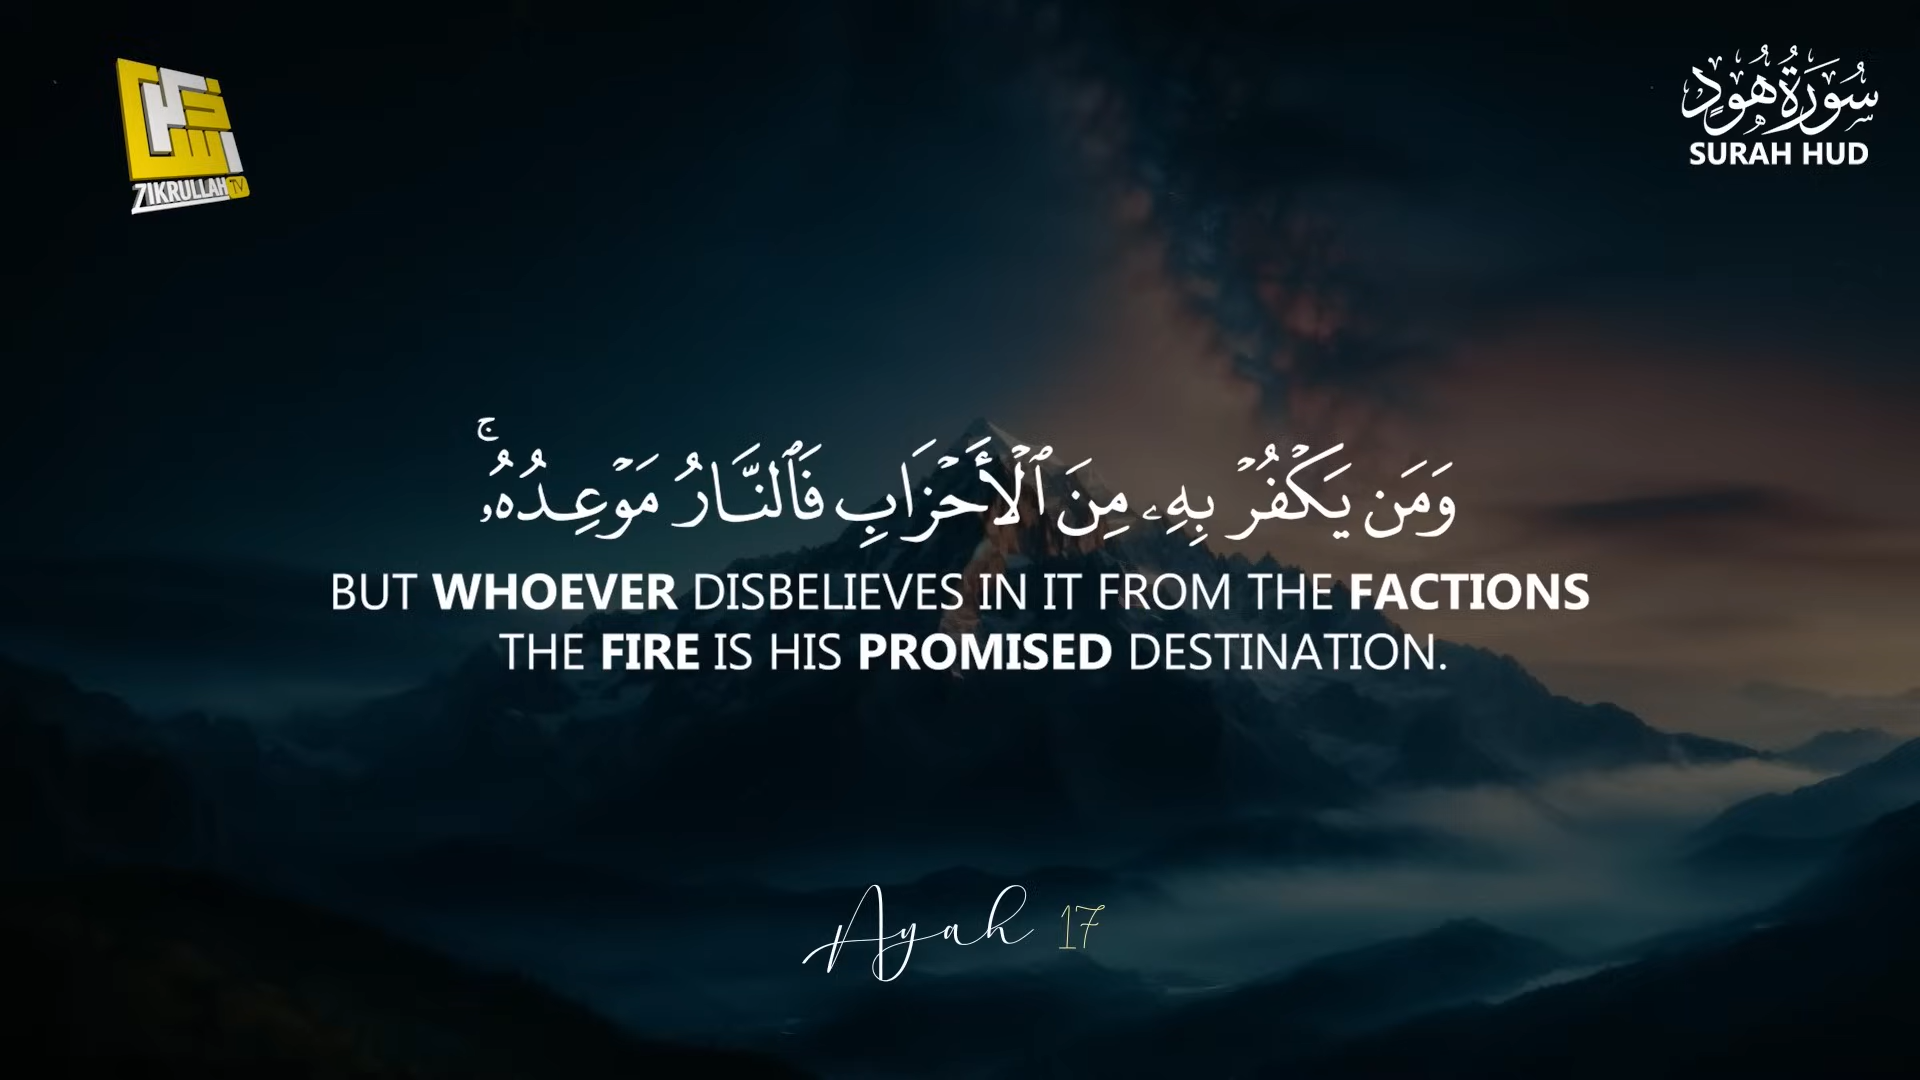 ZIKRULLAH TV
سُورَةُ هُودٍ
SURAH HUD
وَمَن يَكْفُرْ بِهِۦ مِنَ ٱلْأَحْزَابِ فَٱلنَّارُ مَوْعِدُهُۥ ۚ
BUT WHOEVER DISBELIEVES IN IT FROM THE FACTIONS
THE FIRE IS HIS PROMISED DESTINATION.
Ayah 17